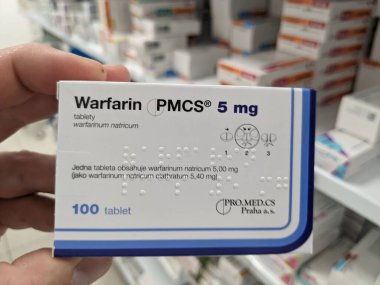 Warfarin PMCS® 5 mg
tablety
warfarinum natricum
1 2 3
Jedna tableta obsahuje warfarinum natricum 5,00 mg
(jako warfarinum natricum clathratum 5,40 mg)
100 tablet
PRO.MED.CS
Praha a. s.